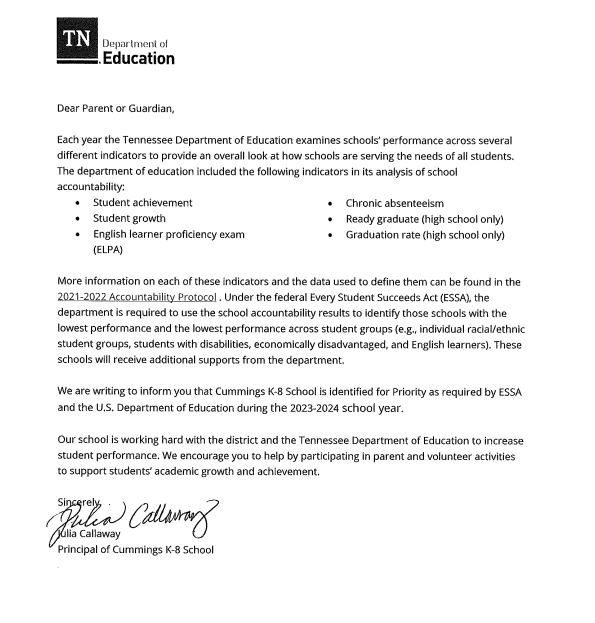 TN Department of
Education
Dear Parent or Guardian,
Each year the Tennessee Department of Education examines schools' performance across several
different indicators to provide an overall look at how schools are serving the needs of all students.
The department of education included the following indicators in its analysis of school
accountability:
• Student achievement
• Student growth
• English learner proficiency exam
(ELPA)
• Chronic absenteeism
• Ready graduate (high school only)
• Graduation rate (high school only)
More information on each of these indicators and the data used to define them can be found in the
2021-2022 Accountability Protocol . Under the federal Every Student Succeeds Act (ESSA), the
department is required to use the school accountability results to identify those schools with the
lowest performance and the lowest performance across student groups (e.g., individual racial/ethnic
student groups, students with disabilities, economically disadvantaged, and English learners). These
schools will receive additional supports from the department.
We are writing to inform you that Cummings K-8 School is identified for Priority as required by ESSA
and the U.S. Department of Education during the 2023-2024 school year.
Our school is working hard with the district and the Tennessee Department of Education to increase
student performance. We encourage you to help by participating in parent and volunteer activities
to support students' academic growth and achievement.
Sincerely,
Julia Callaway
Julia Callaway
Principal of Cummings K-8 School